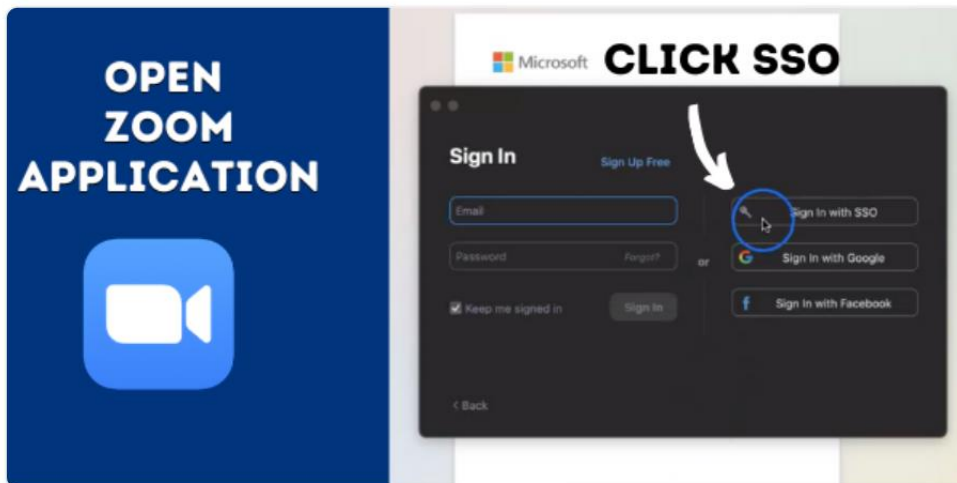 OPEN
ZOOM
APPLICATION
Microsoft
CLICK SSO
Sign In
Sign Up Free
Email
Password
Forgot?
Keep me signed in
Sign In
or
Sign In with SSO
Sign In with Google
Sign In with Facebook
< Back